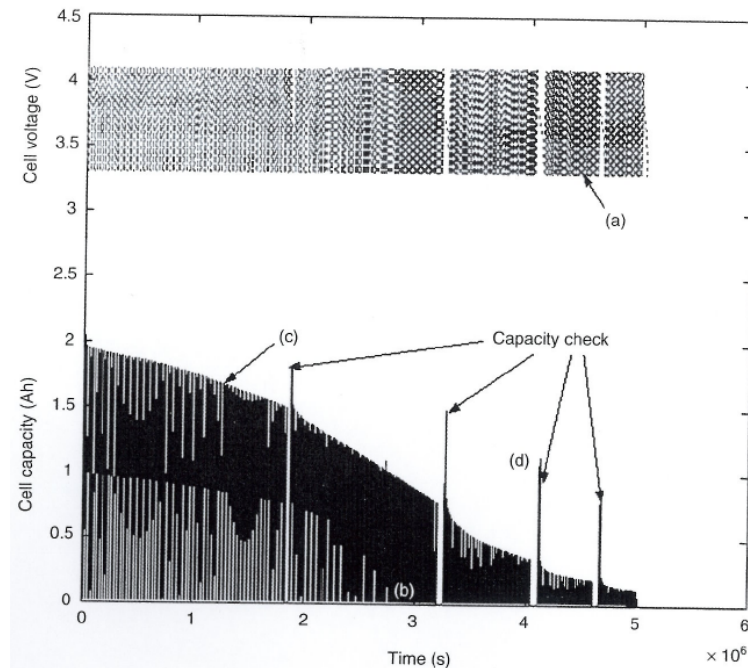 4.5
4
3.5
3
2.5
2
1.5
1
0.5
0
Cell voltage (V)
Cell capacity (Ah)
(a)
(c)
Capacity check
(d)
(b)
0
1
2
3
4
5
6
Time (s)
× 10⁶